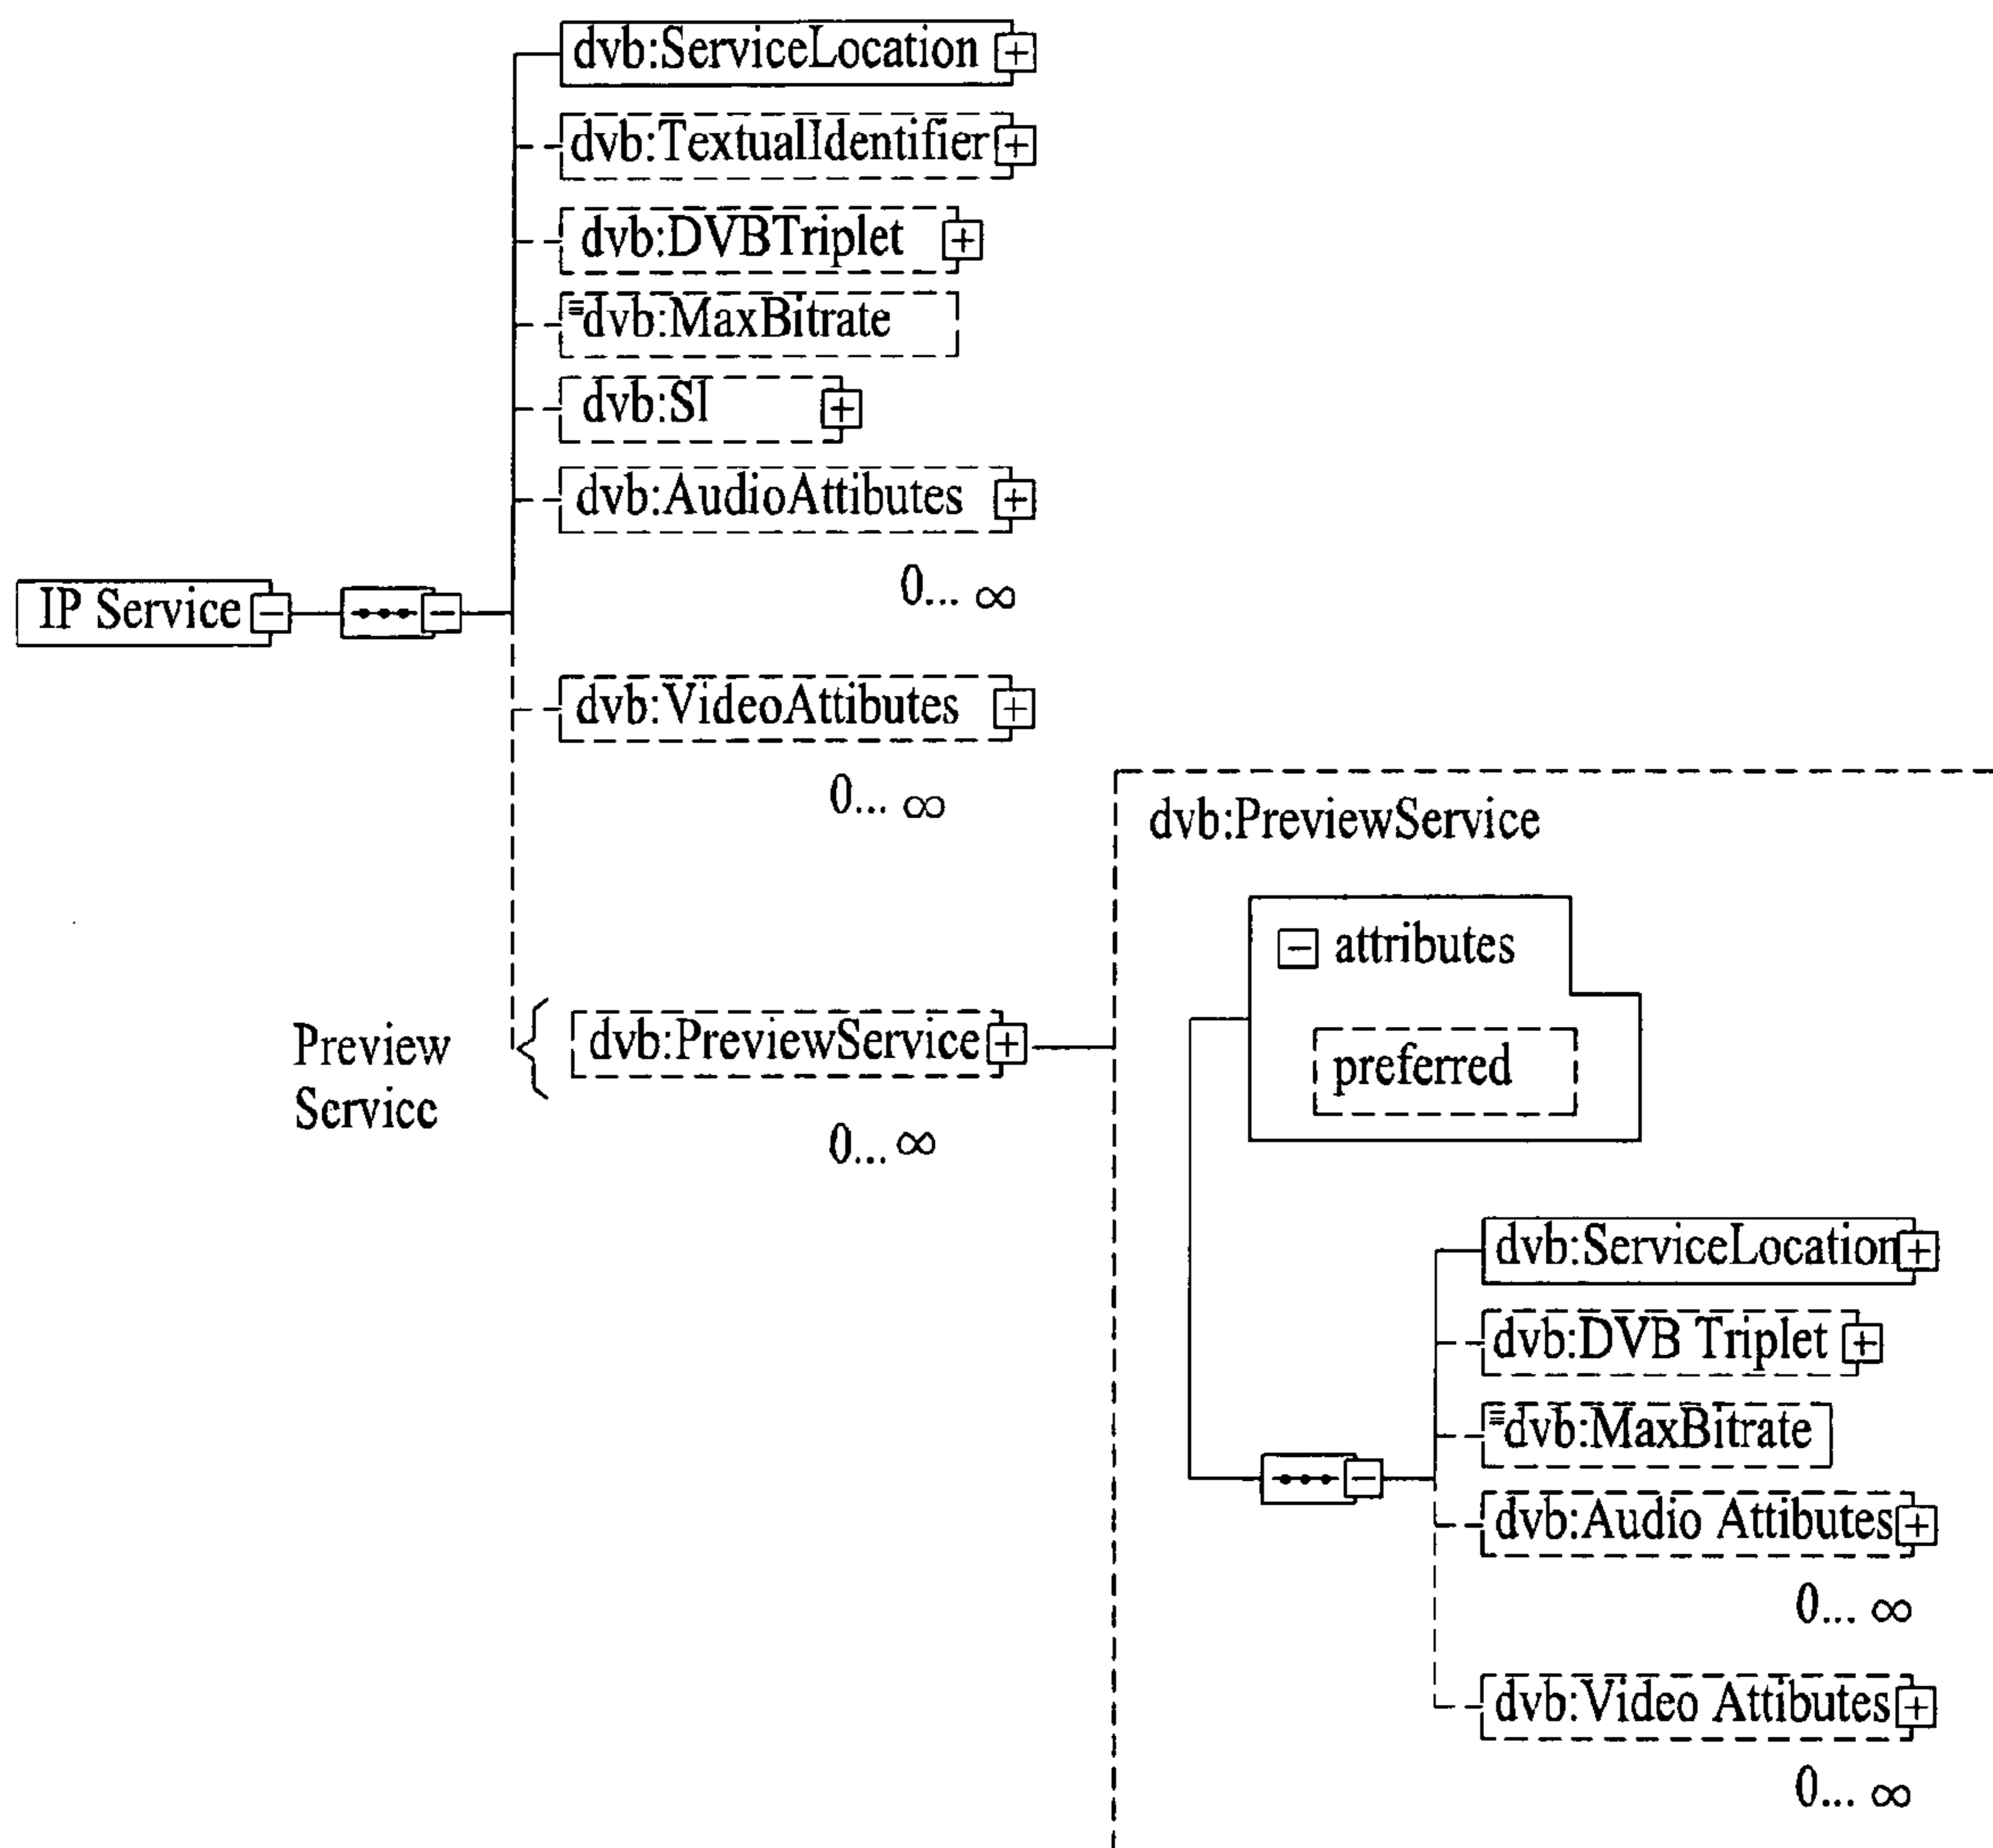 dvb:ServiceLocation
dvb:TextualIdentifier
dvb:DVBTriplet
dvb:MaxBitrate
dvb:SI
dvb:AudioAttibutes
0... ∞
IP Service
dvb:VideoAttibutes
0... ∞
dvb:PreviewService
attributes
preferred
Preview
Service
dvb:PreviewService
0... ∞
dvb:ServiceLocation
dvb:DVB Triplet
dvb:MaxBitrate
dvb:Audio Attibutes
0... ∞
dvb:Video Attibutes
0... ∞